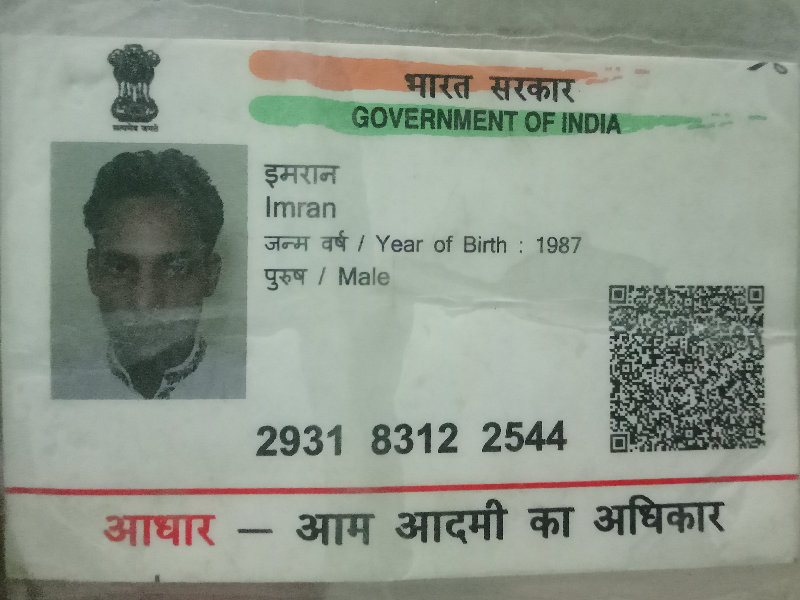 सत्यमेव जयते
भारत सरकार
GOVERNMENT OF INDIA
इमरान
Imran
जन्म वर्ष / Year of Birth : 1987
पुरुष / Male
2931 8312 2544
आधार – आम आदमी का अधिकार